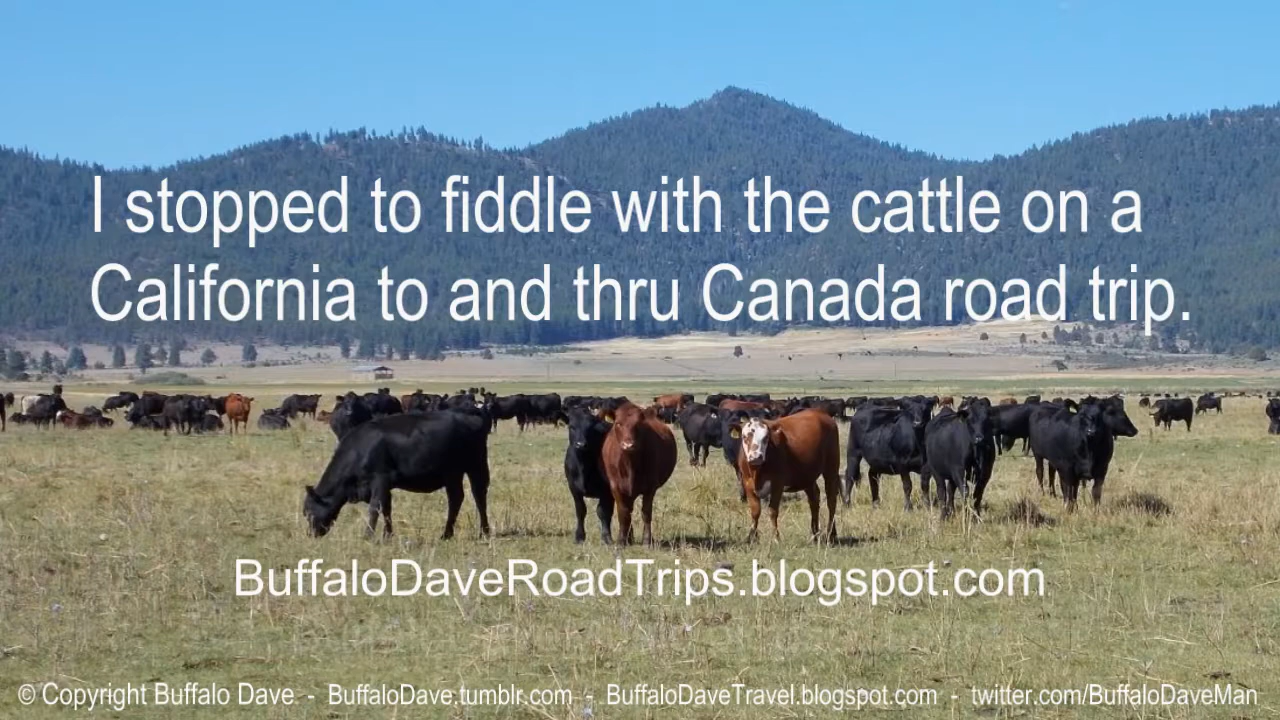 I stopped to fiddle with the cattle on a
California to and thru Canada road trip.
BuffaloDaveRoadTrips.blogspot.com
© Copyright Buffalo Dave - BuffaloDave.tumblr.com - BuffaloDaveTravel.blogspot.com - twitter.com/BuffaloDaveMan